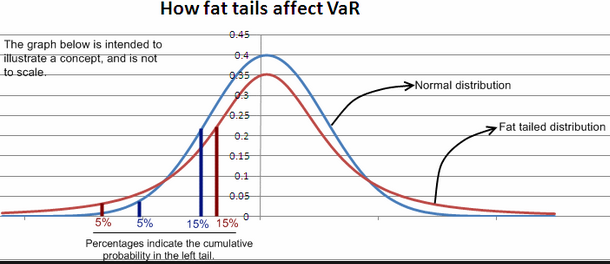 How fat tails affect VaR
The graph below is intended to
illustrate a concept, and is not
to scale.
0.45
0.4
0.35
0.3
0.25
0.2
0.15
0.1
0.05
0
Normal distribution
Fat tailed distribution
5% 5% 15% 15%
Percentages indicate the cumulative
probability in the left tail.